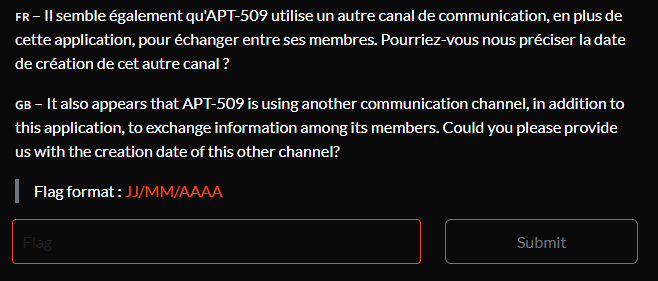 FR – Il semble également qu'APT-509 utilise un autre canal de communication, en plus de
cette application, pour échanger entre ses membres. Pourriez-vous nous préciser la date
de création de cet autre canal ?
GB – It also appears that APT-509 is using another communication channel, in addition to
this application, to exchange information among its members. Could you please provide
us with the creation date of this other channel?
Flag format : JJ/MM/AAAA
Flag
Submit